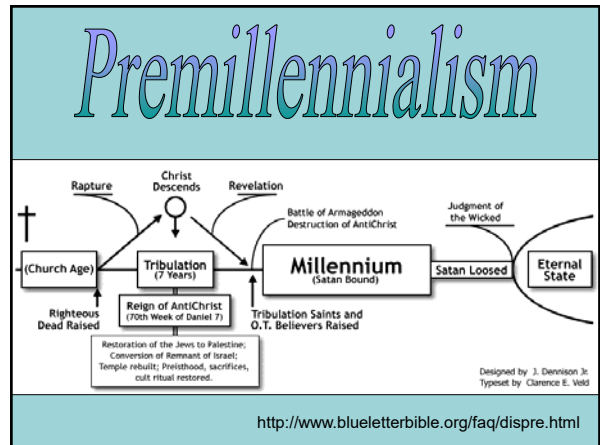 Premillennialism
Rapture
Christ
Descends
Revelation
Battle of Armageddon
Destruction of AntiChrist
Judgment of
the Wicked
(Church Age)
Tribulation
(7 Years)
Millennium
(Satan Bound)
Satan Loosed
Eternal
State
Righteous
Dead Raised
Reign of AntiChrist
(70th Week of Daniel 7)
Tribulation Saints and
O.T. Believers Raised
Restoration of the Jews to Palestine;
Conversion of Remnant of Israel;
Temple rebuilt; Preisthood, sacrifices,
cult ritual restored.
Designed by J. Dennison Jr.
Typeset by Clarence E. Veld
http://www.blueletterbible.org/faq/dispre.html